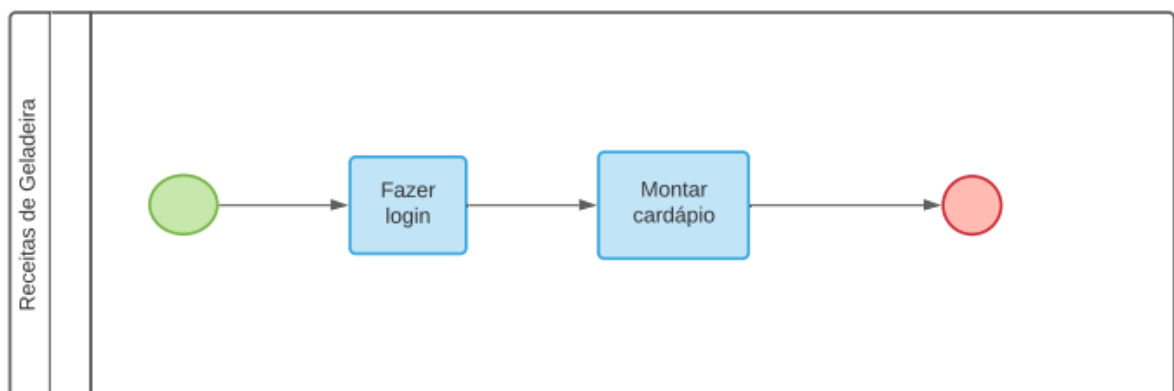 Receitas de Geladeira
Fazer
login
Montar
cardápio